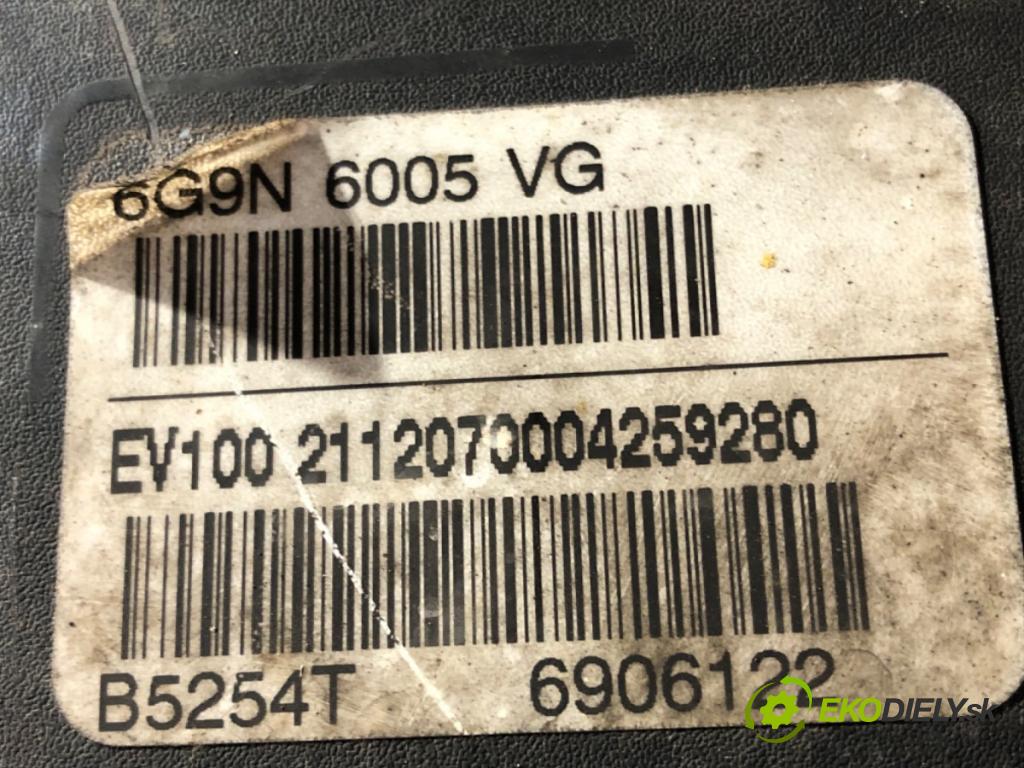 6G9N 6005 VG
EV100 2112070004259280
B5254T 6906122
EKODIELY.sk